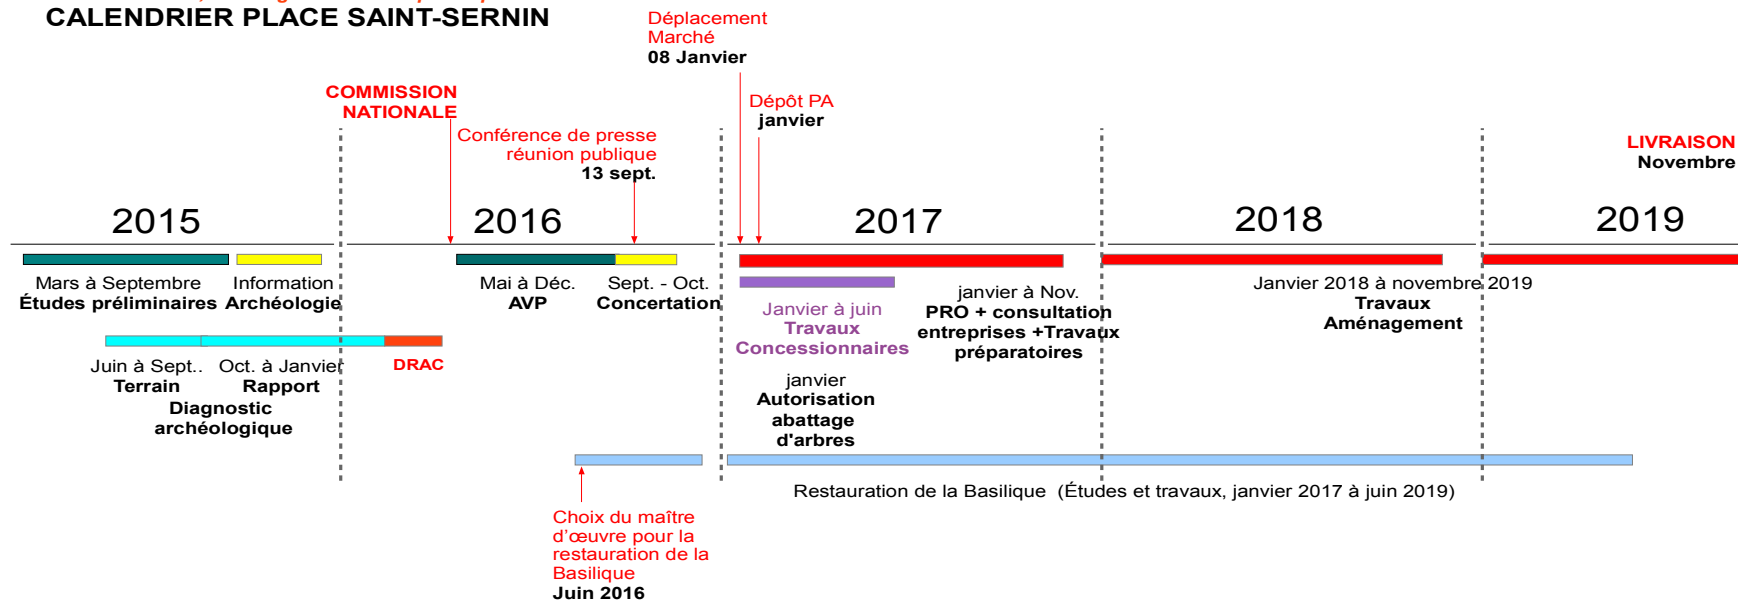 CALENDRIER PLACE SAINT-SERNIN
Déplacement
Marché
08 Janvier
COMMISSION
NATIONALE
Dépôt PA
janvier
Conférence de presse
réunion publique
13 sept.
LIVRAISON
Novembre
2015
2016
2017
2018
2019
Mars à Septembre
Études préliminaires
Information
Archéologie
Mai à Déc.
AVP
Sept. - Oct.
Concertation
Janvier à juin
Travaux
Concessionnaires
janvier à Nov.
PRO + consultation
entreprises +Travaux
préparatoires
Janvier 2018 à novembre 2019
Travaux
Aménagement
Juin à Sept..
Terrain
Oct. à Janvier
Rapport
DRAC
Diagnostic
archéologique
janvier
Autorisation
abattage
d'arbres
Restauration de la Basilique (Études et travaux, janvier 2017 à juin 2019)
Choix du maître
d’œuvre pour la
restauration de la
Basilique
Juin 2016